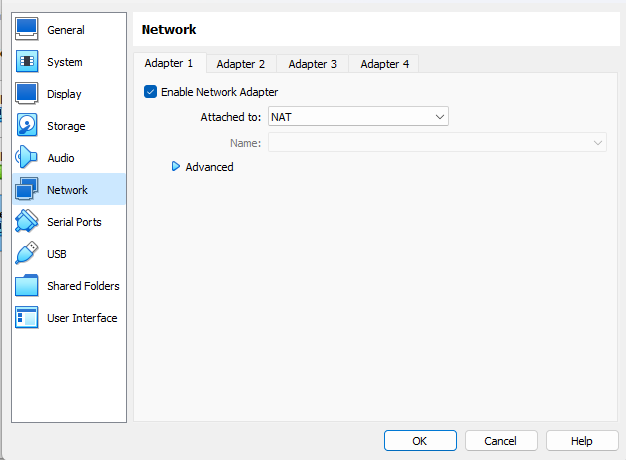 General
System
Display
Storage
Audio
Network
Serial Ports
USB
Shared Folders
User Interface
Network
Adapter 1 Adapter 2 Adapter 3 Adapter 4
Enable Network Adapter
Attached to: NAT
Name:
Advanced
OK Cancel Help